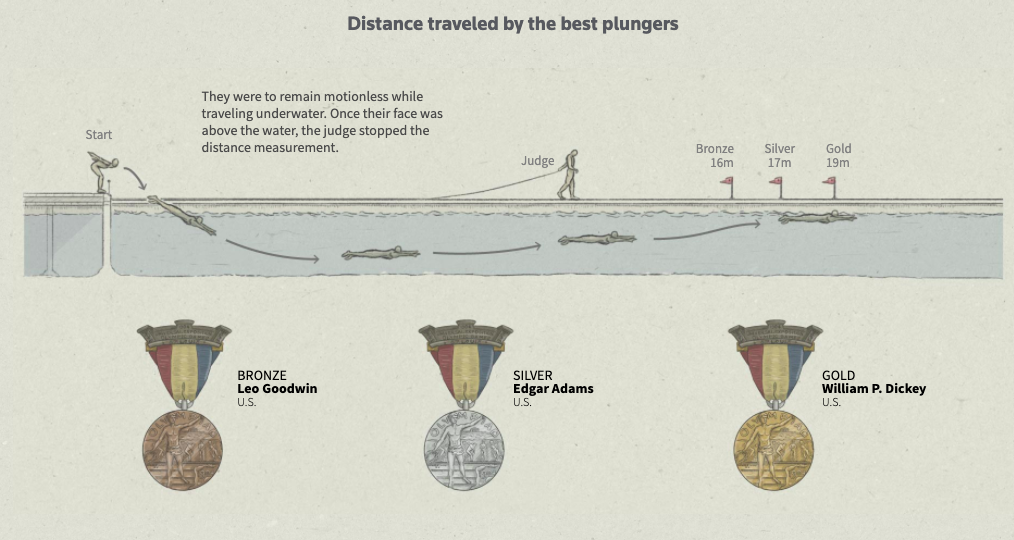 Distance traveled by the best plungers
They were to remain motionless while
traveling underwater. Once their face was
above the water, the judge stopped the
distance measurement.
Start
Judge
Bronze
16m
Silver
17m
Gold
19m
BRONZE
Leo Goodwin
U.S.
SILVER
Edgar Adams
U.S.
GOLD
William P. Dickey
U.S.